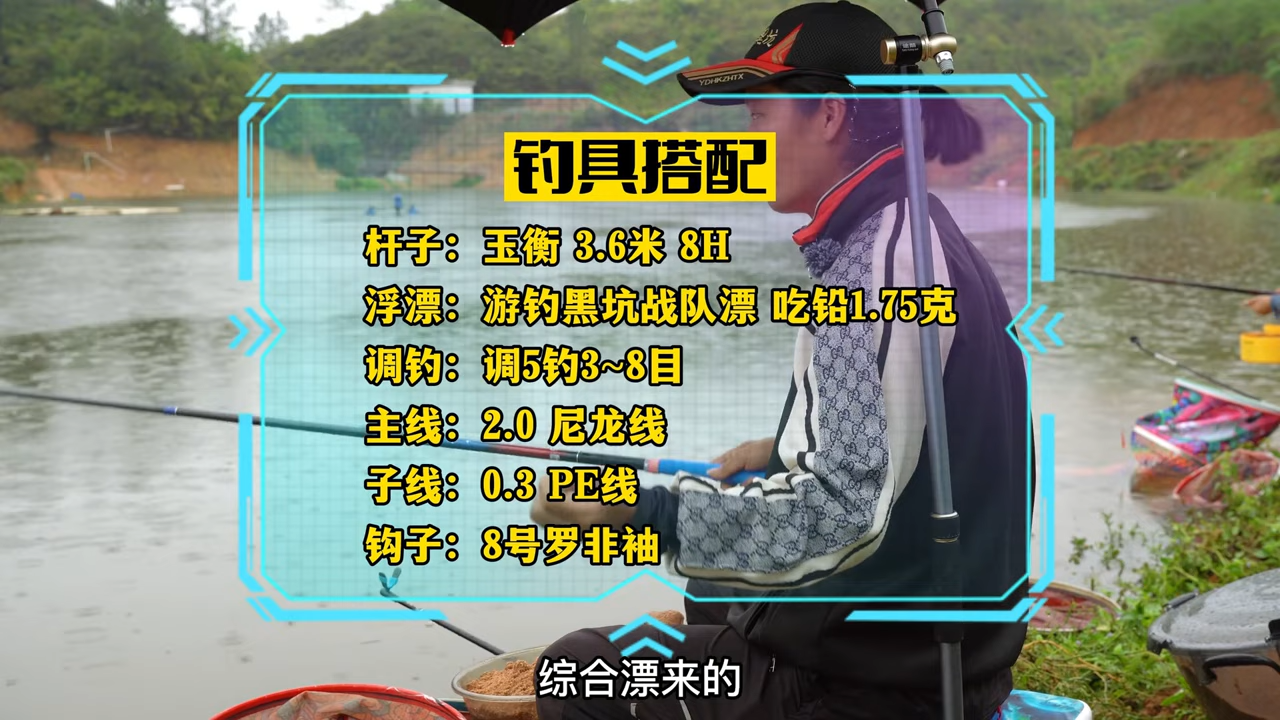 YDHKZHTX
钓具搭配
杆子：玉衡 3.6米 8H
浮漂：游钓黑坑战队漂 吃铅1.75克
调钓：调5钓3~8目
主线：2.0 尼龙线
子线：0.3 PE线
钩子：8号罗非袖
综合漂来的